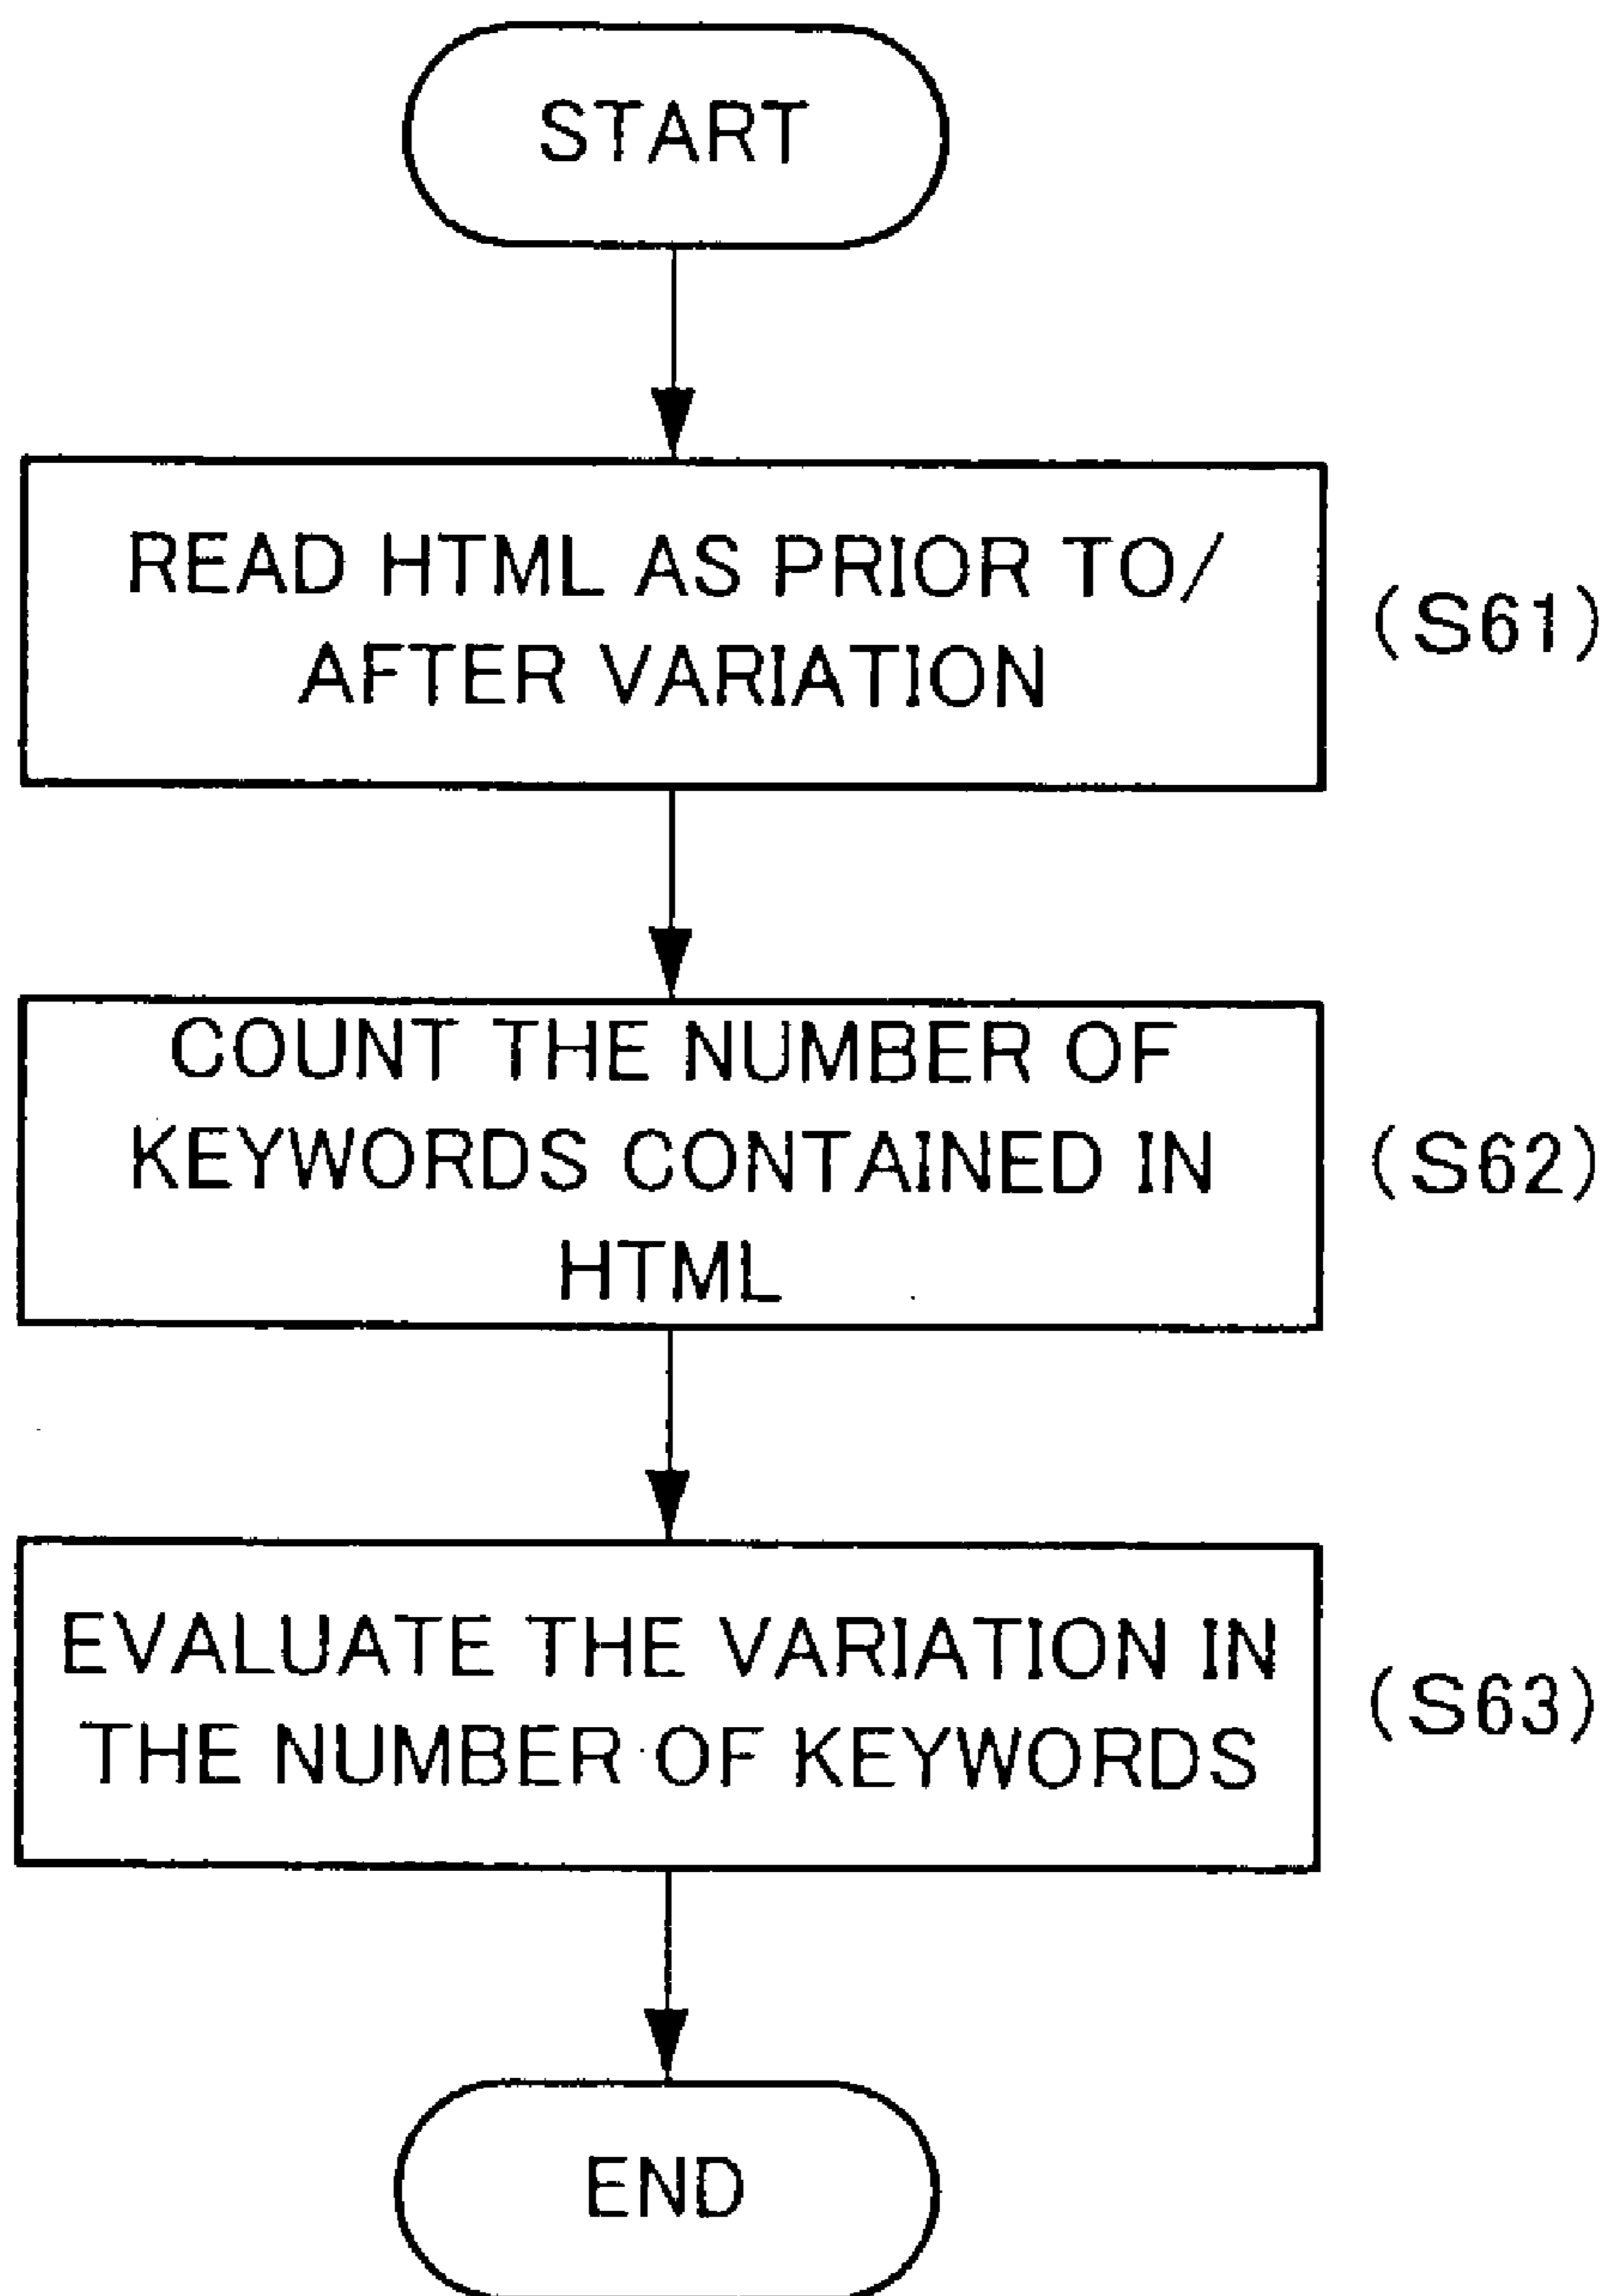 START
READ HTML AS PRIOR TO/
AFTER VARIATION
(S61)
COUNT THE NUMBER OF
KEYWORDS CONTAINED IN
HTML
(S62)
EVALUATE THE VARIATION IN
THE NUMBER OF KEYWORDS
(S63)
END